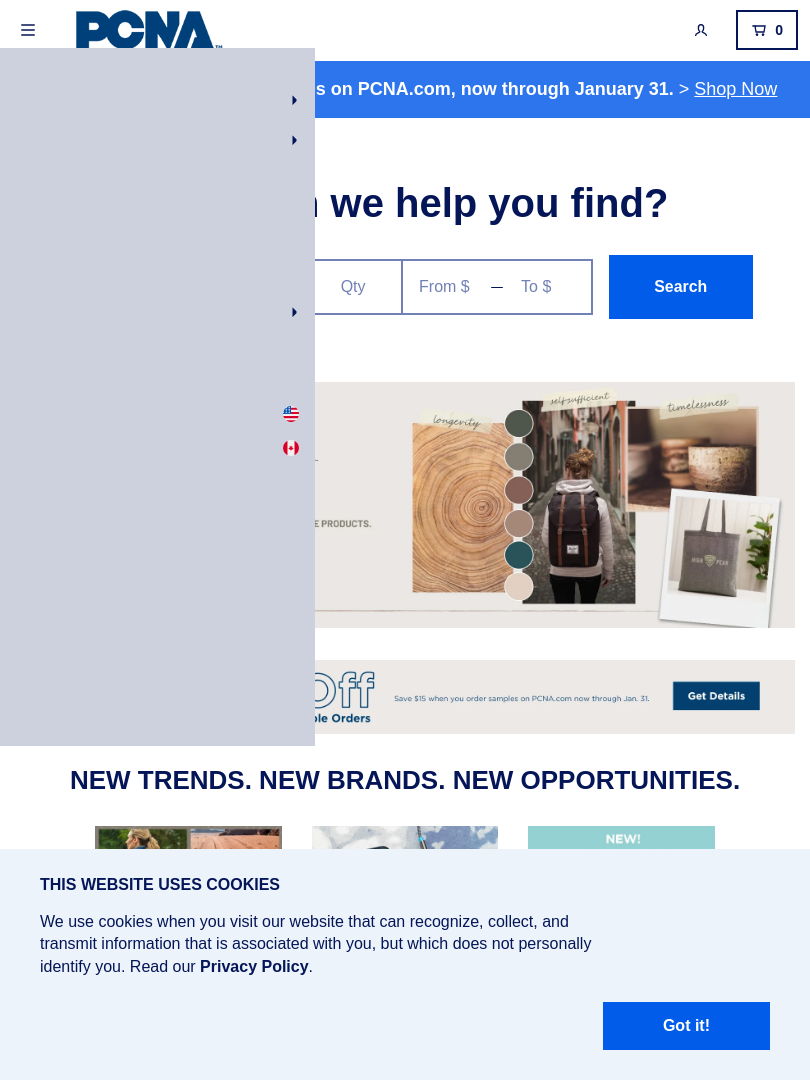 PCNA™
0
s on PCNA.com, now through January 31. > Shop Now
we help you find?
Qty
From $ — To $
Search
longevity
self sufficient
timelessness
E PRODUCTS.
HIGH PEAK
Off
ple Orders
Save $15 when you order samples on PCNA.com now through Jan. 31.
Get Details
NEW TRENDS. NEW BRANDS. NEW OPPORTUNITIES.
NEW!
THIS WEBSITE USES COOKIES
We use cookies when you visit our website that can recognize, collect, and
transmit information that is associated with you, but which does not personally
identify you. Read our Privacy Policy.
Got it!